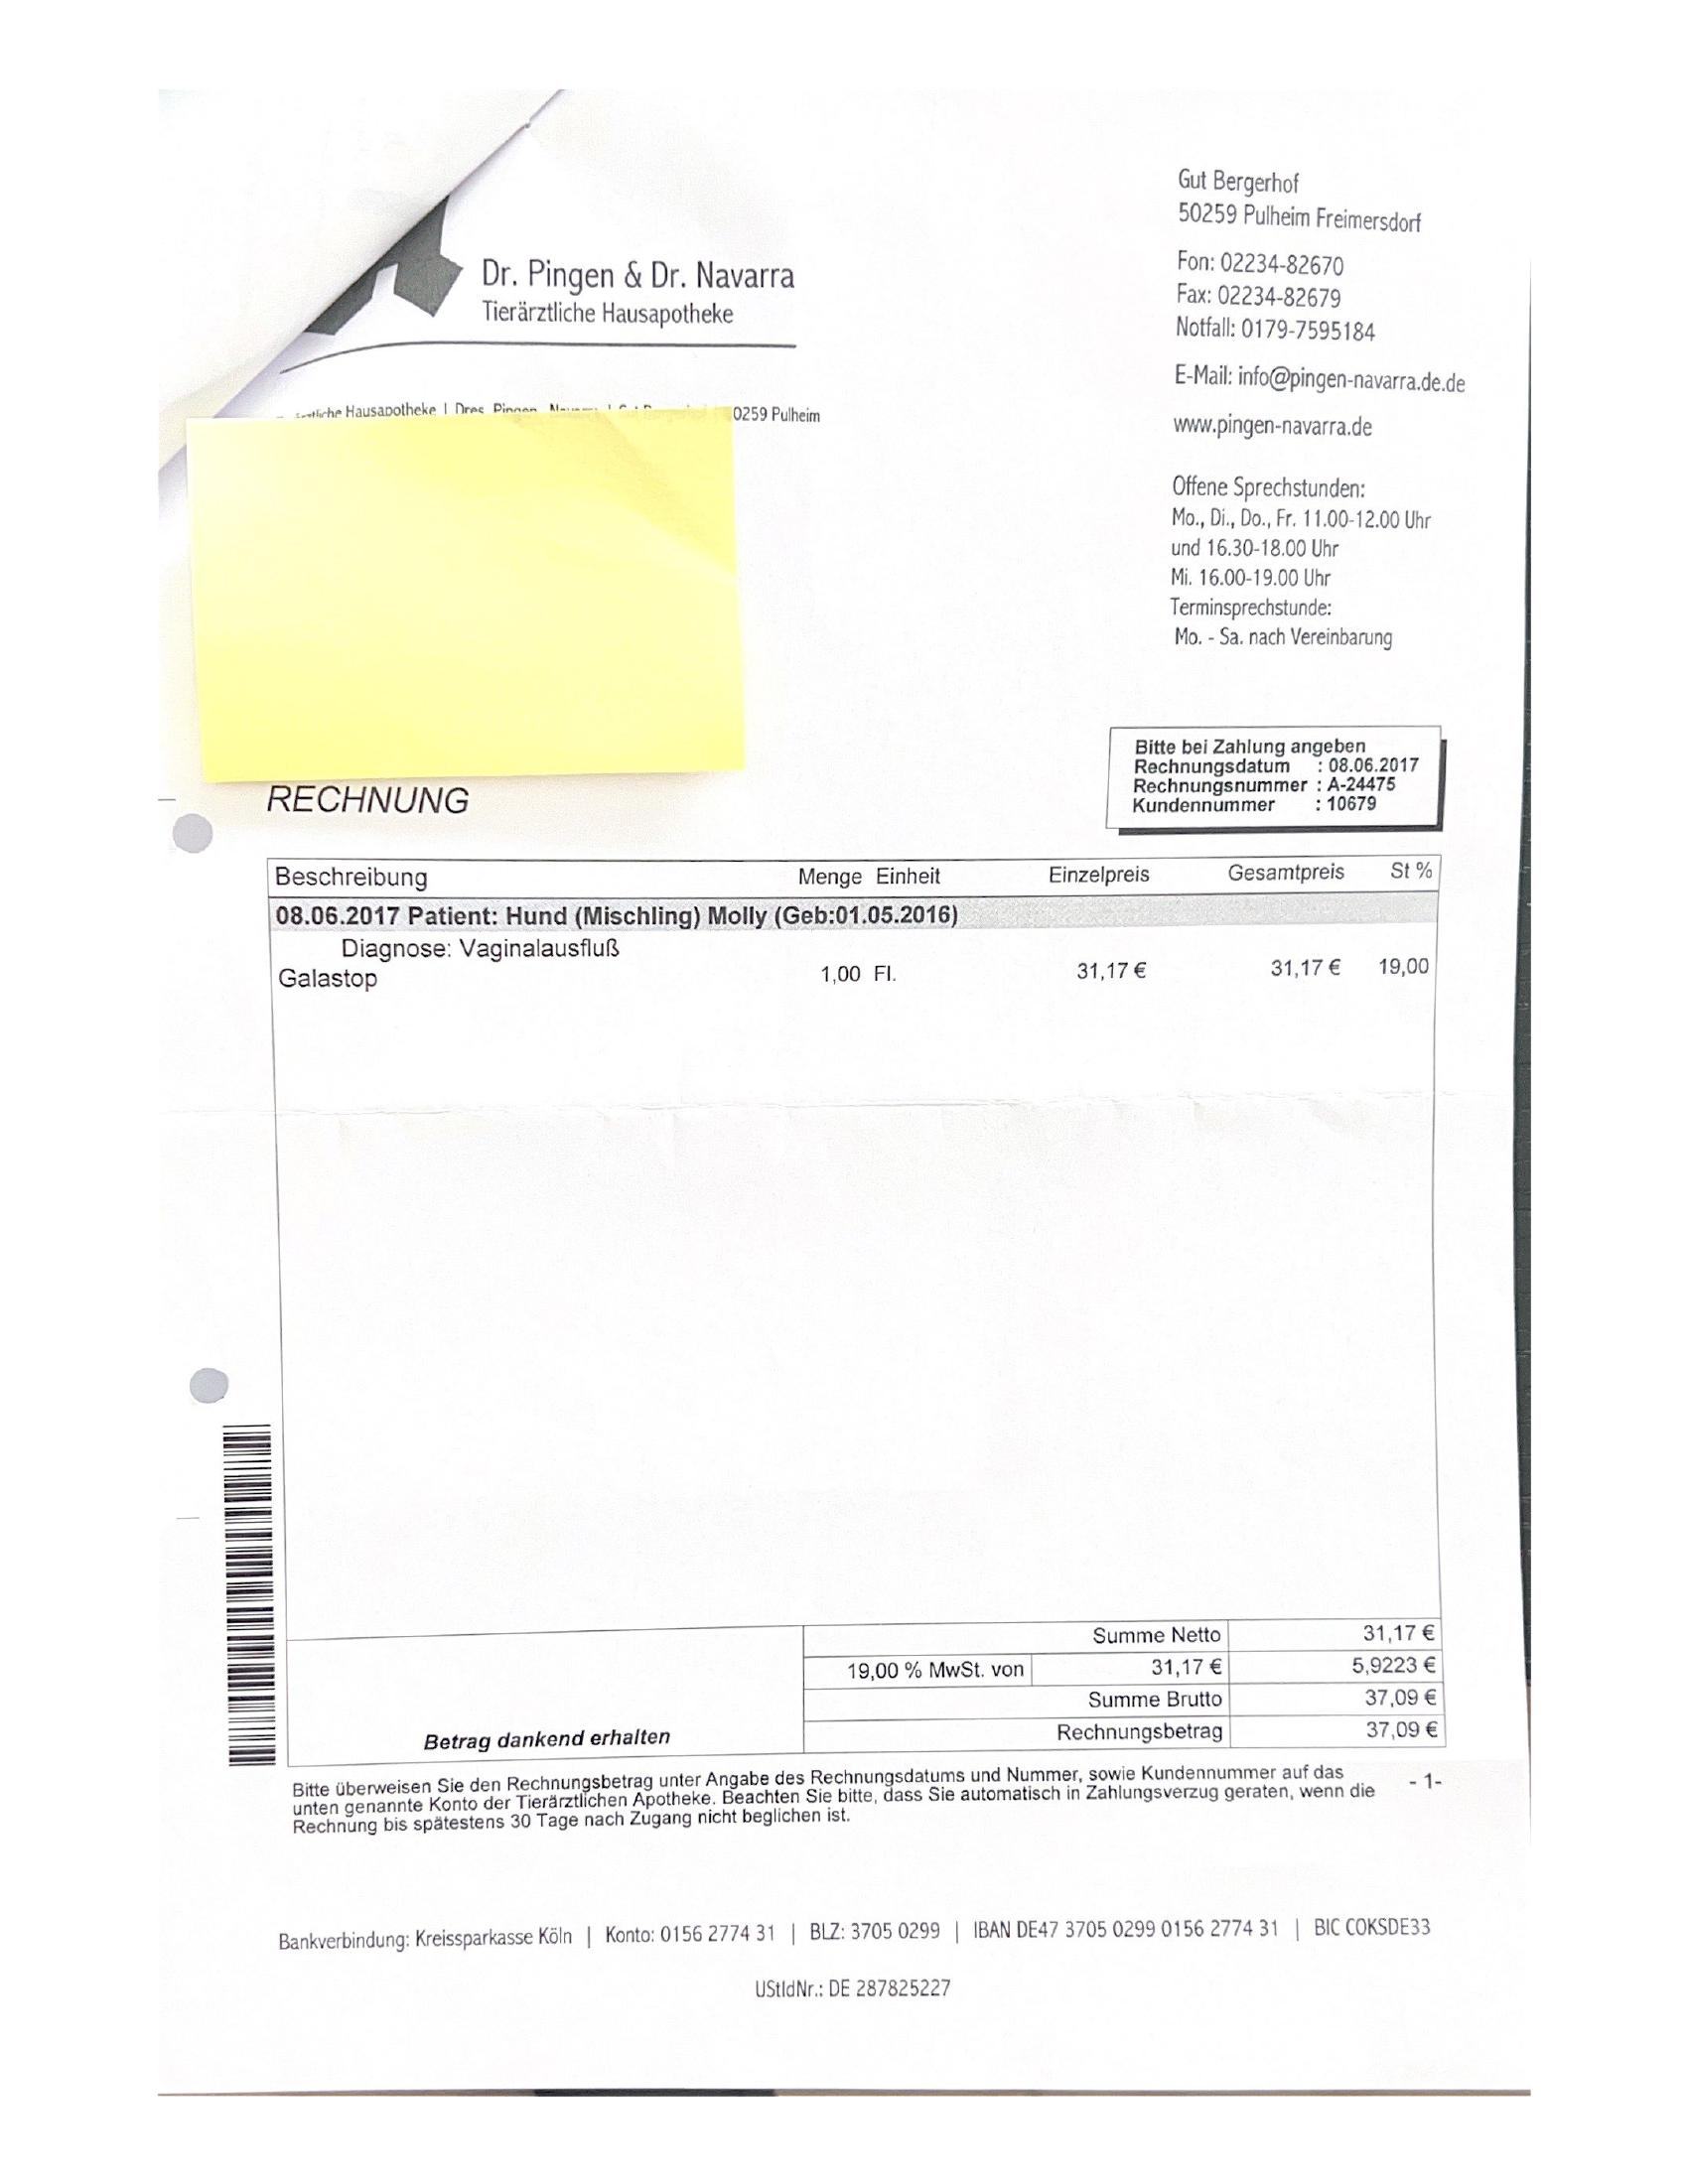 Gut Bergerhof
50259 Pulheim Freimersdorf
Fon: 02234-82670
Fax: 02234-82679
Notfall: 0179-7595184
E-Mail: info@pingen-navarra.de.de
www.pingen-navarra.de
Offene Sprechstunden:
Mo., Di., Do., Fr. 11.00-12.00 Uhr
und 16.30-18.00 Uhr
Mi. 16.00-19.00 Uhr
Terminsprechstunde:
Mo. - Sa. nach Vereinbarung
Dr. Pingen & Dr. Navarra
Tierärztliche Hausapotheke
Hausapotheke | Dres. Pingen 0259 Pulheim
Bitte bei Zahlung angeben
Rechnungsdatum : 08.06.2017
Rechnungsnummer : A-24475
Kundennummer : 10679
RECHNUNG
Beschreibung Menge Einheit Einzelpreis Gesamtpreis St %
08.06.2017 Patient: Hund (Mischling) Molly (Geb:01.05.2016)
Diagnose: Vaginalausfluß
Galastop 1,00 Fl. 31,17 € 31,17 € 19,00
Summe Netto 31,17 €
19,00 % MwSt. von 31,17 € 5,9223 €
Summe Brutto 37,09 €
Betrag dankend erhalten Rechnungsbetrag 37,09 €
Bitte überweisen Sie den Rechnungsbetrag unter Angabe des Rechnungsdatums und Nummer, sowie Kundennummer auf das - 1-
unten genannte Konto der Tierärztlichen Apotheke. Beachten Sie bitte, dass Sie automatisch in Zahlungsverzug geraten, wenn die
Rechnung bis spätestens 30 Tage nach Zugang nicht beglichen ist.
Bankverbindung: Kreissparkasse Köln | Konto: 0156 2774 31 | BLZ: 3705 0299 | IBAN DE47 3705 0299 0156 2774 31 | BIC COKSDE33
UStIdNr.: DE 287825227